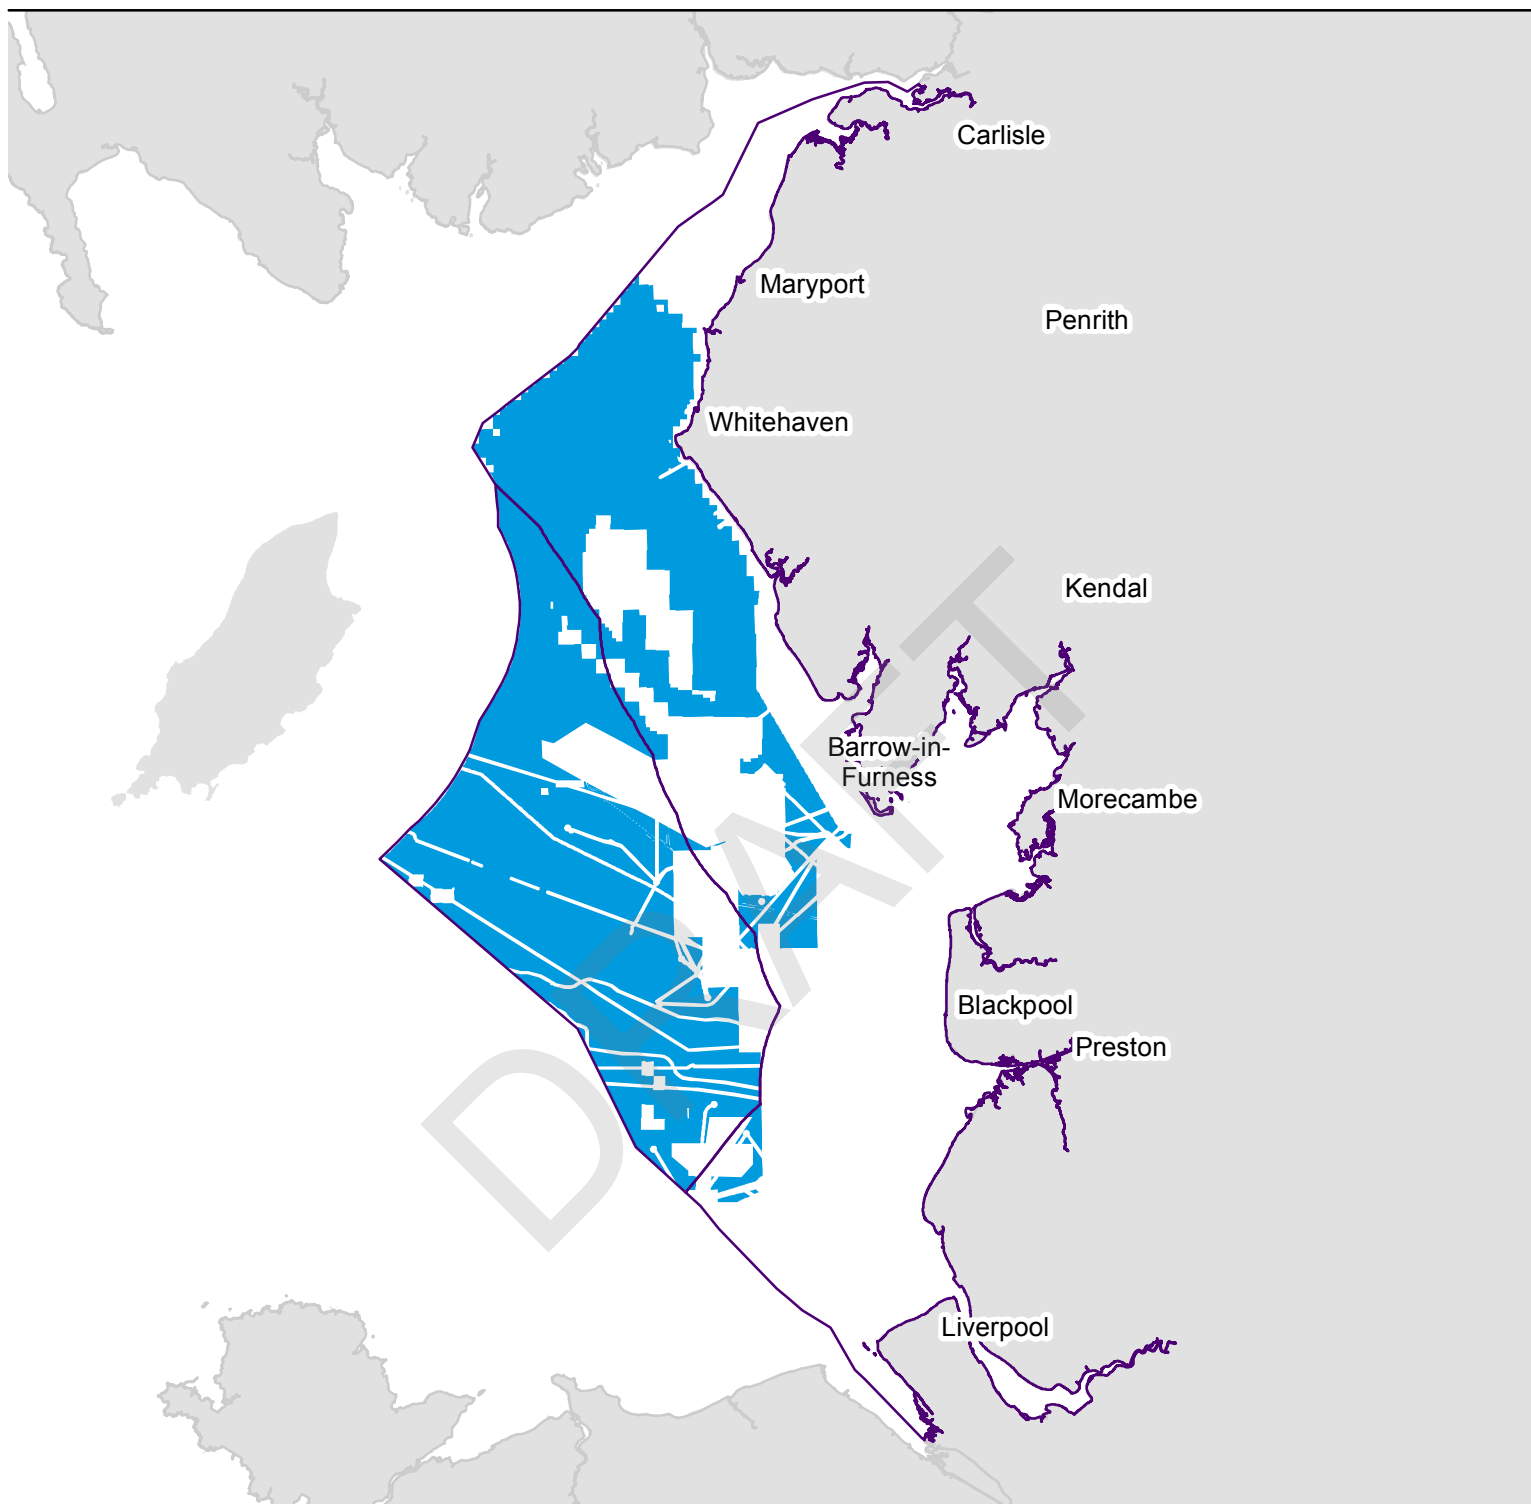 Carlisle
Maryport
Penrith
Whitehaven
Kendal
Barrow-in-
Furness
Morecambe
Blackpool
Preston
Liverpool
DRAFT